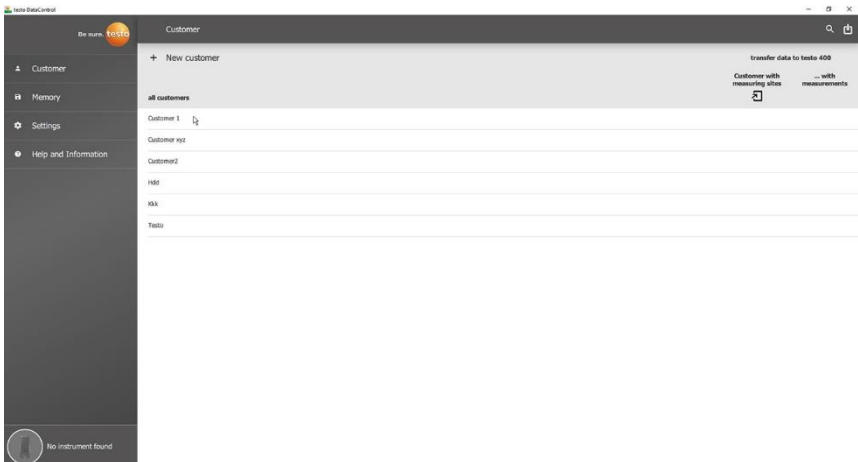 testo DataControl
Be sure. testo
Customer
Customer
Memory
Settings
Help and Information
No instrument found
+ New customer
transfer data to testo 400
Customer with measuring sites
... with measurements
all customers
Customer 1
Customer xyz
Customer2
Hdd
Kkk
Testo